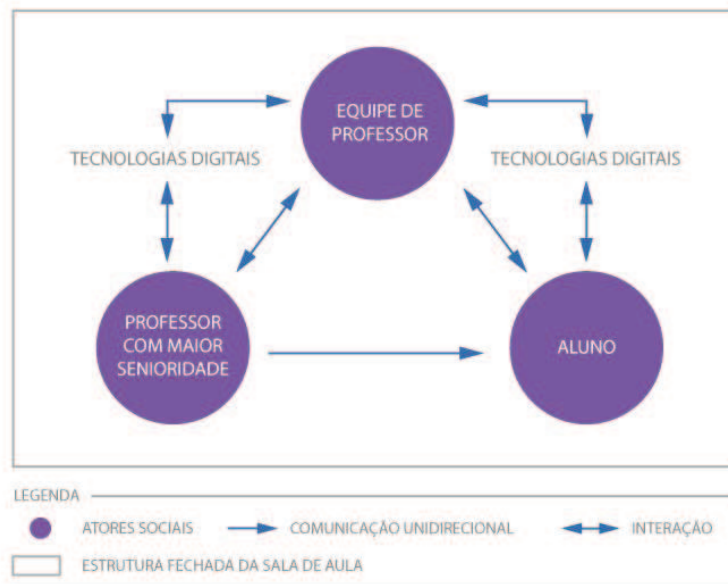 EQUIPE DE
PROFESSOR
TECNOLOGIAS DIGITAIS
TECNOLOGIAS DIGITAIS
PROFESSOR
COM MAIOR
SENIORIDADE
ALUNO
LEGENDA
ATORES SOCIAIS
COMUNICAÇÃO UNIDIRECIONAL
INTERAÇÃO
ESTRUTURA FECHADA DA SALA DE AULA